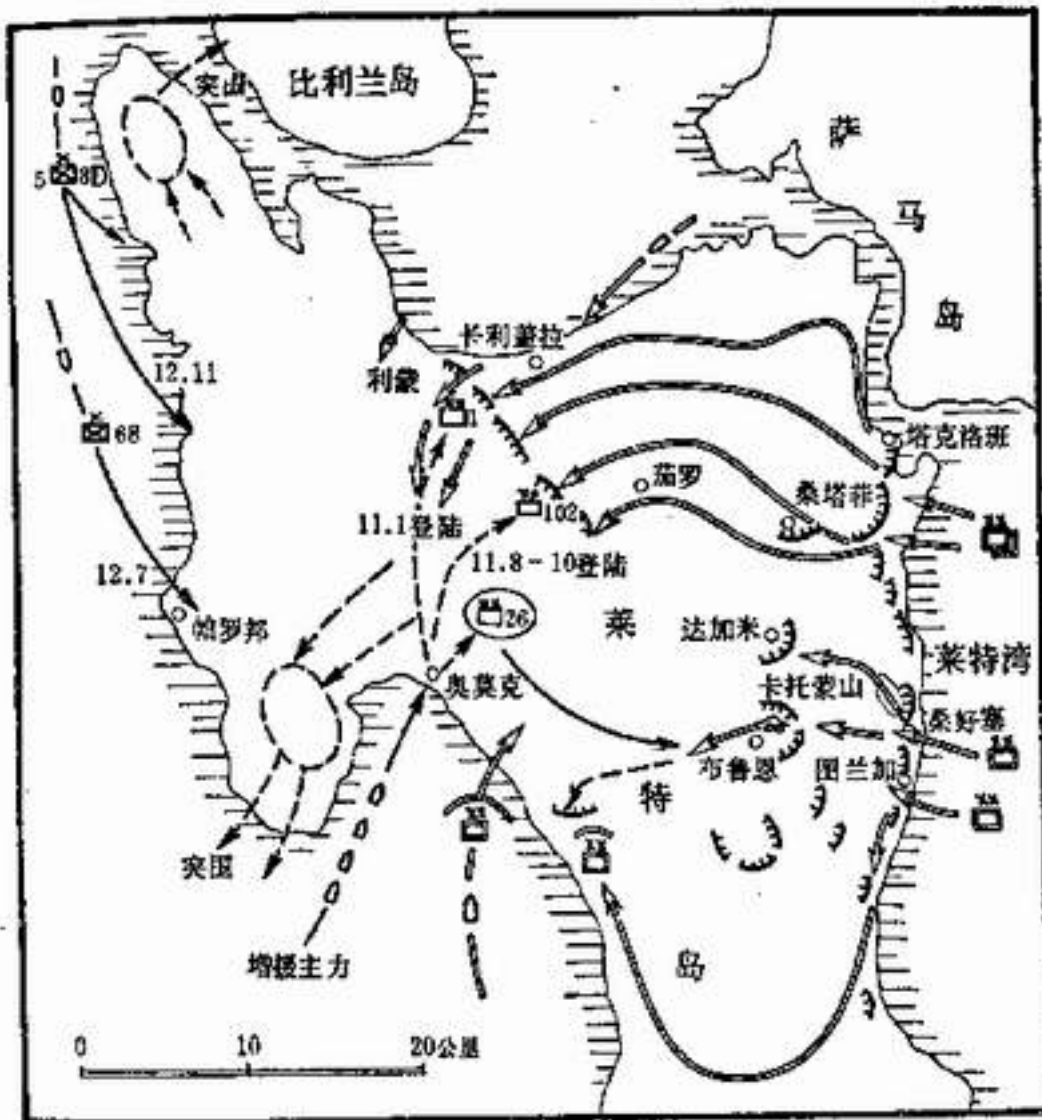 突出
比利兰岛
萨
马
岛
5
8D
长利盖拉
利蒙
12.11
68
1
塔克洛班
茄罗
桑塔菲
102
11.1登陆
11.8-10登陆
12.7
帕罗邦
26
莱
达加米
莱特湾
奥莫克
卡托蒙山
桑好塞
布鲁恩
图兰加
特
突围
岛
增援主力
0 10 20公里